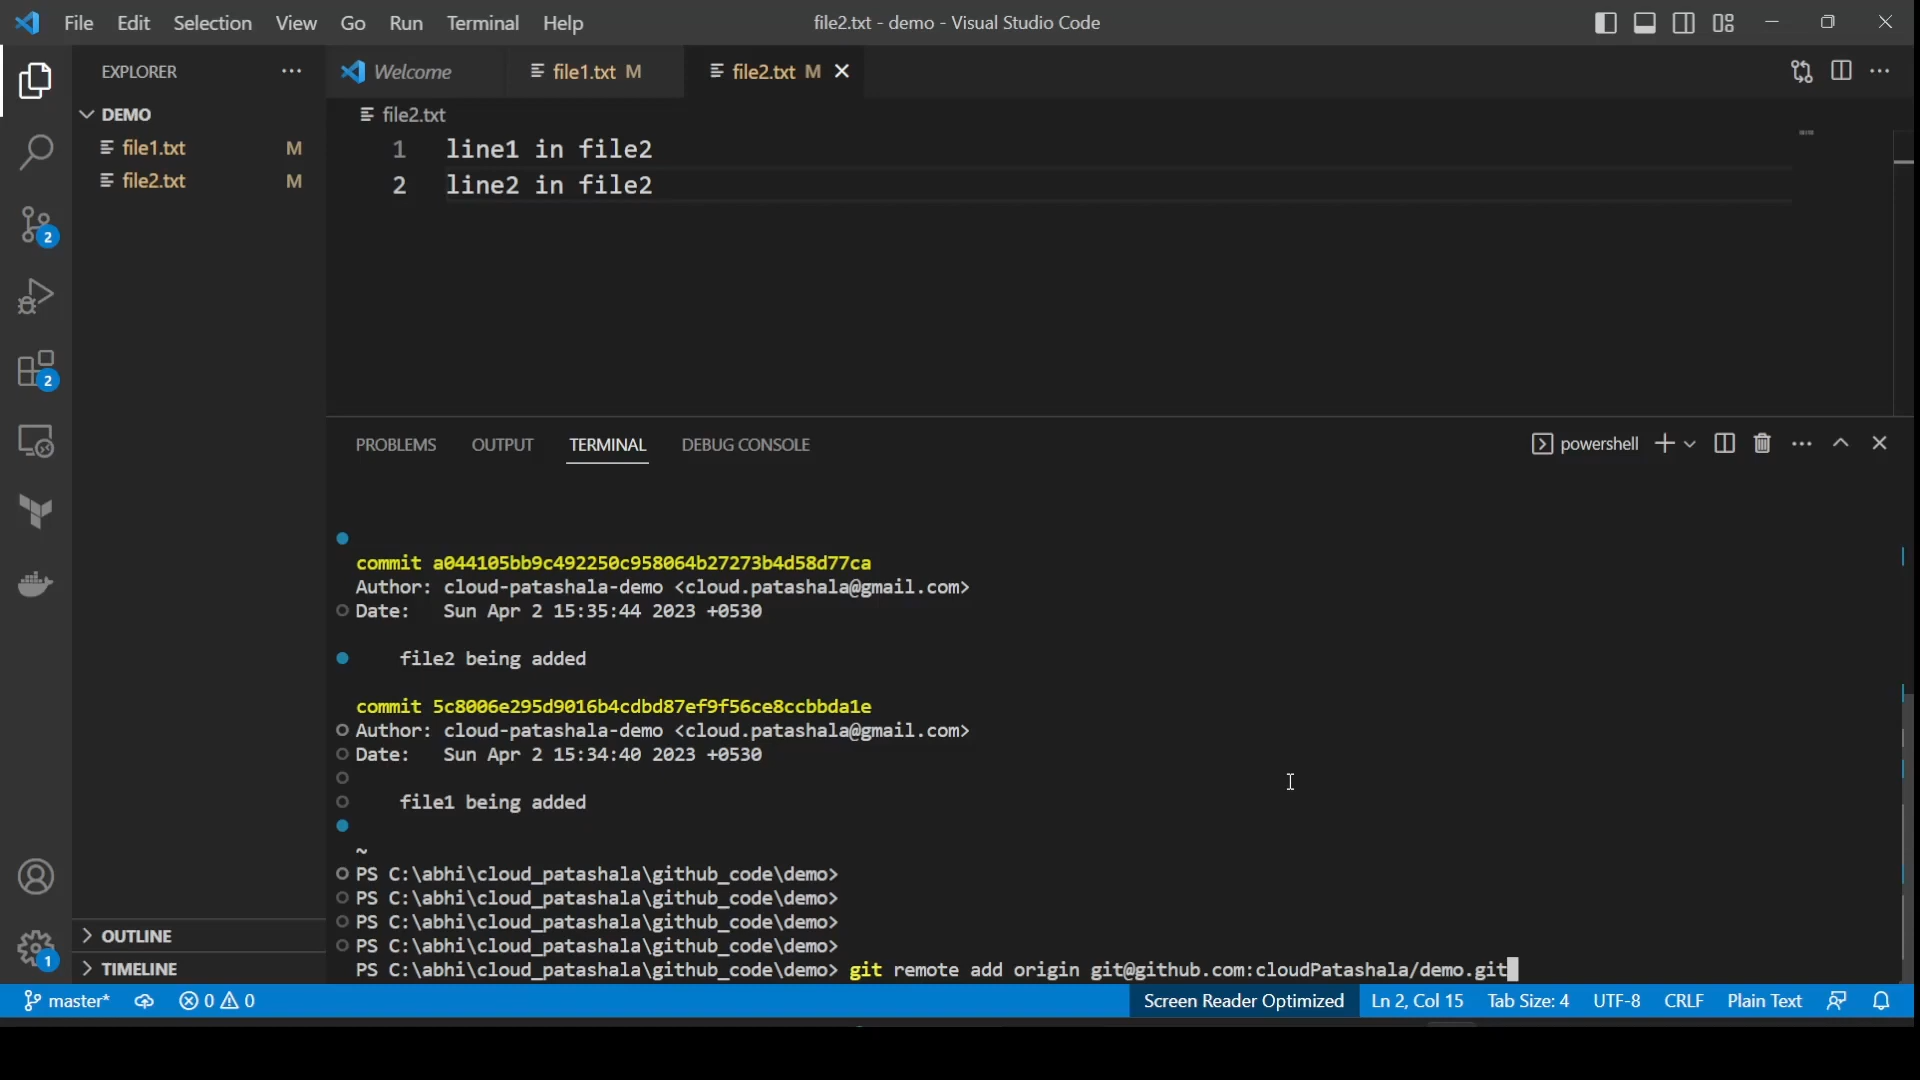 File Edit Selection View Go Run Terminal Help file2.txt - demo - Visual Studio Code
EXPLORER
Welcome file1.txt M file2.txt M
DEMO
file2.txt
file1.txt M
file2.txt M
1 line1 in file2
2 line2 in file2
2
2
PROBLEMS OUTPUT TERMINAL DEBUG CONSOLE powershell
commit a044105bb9c492250c958064b27273b4d58d77ca
Author: cloud-patashala-demo <cloud.patashala@gmail.com>
Date: Sun Apr 2 15:35:44 2023 +0530
file2 being added
commit 5c8006e295d9016b4cdbd87ef9f56ce8ccbbda1e
Author: cloud-patashala-demo <cloud.patashala@gmail.com>
Date: Sun Apr 2 15:34:40 2023 +0530
file1 being added
~
PS C:\abhi\cloud_patashala\github_code\demo>
PS C:\abhi\cloud_patashala\github_code\demo>
PS C:\abhi\cloud_patashala\github_code\demo>
PS C:\abhi\cloud_patashala\github_code\demo>
PS C:\abhi\cloud_patashala\github_code\demo> git remote add origin git@github.com:cloudPatashala/demo.git
OUTLINE
1
TIMELINE
master* 0 0 Screen Reader Optimized Ln 2, Col 15 Tab Size: 4 UTF-8 CRLF Plain Text